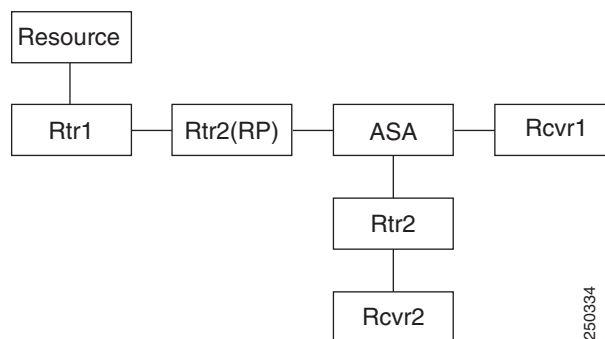 Resource
Rtr1
Rtr2(RP)
ASA
Rcvr1
Rtr2
Rcvr2
250334